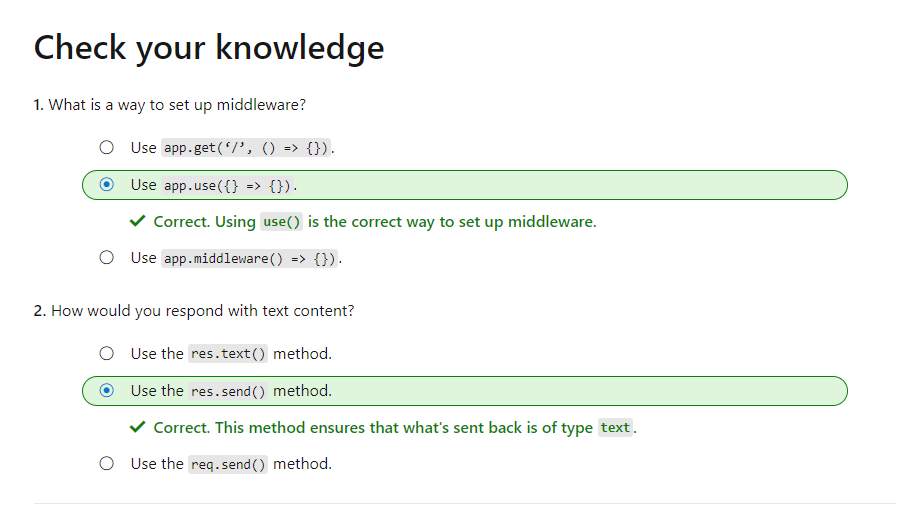 Check your knowledge
1. What is a way to set up middleware?
Use app.get(‘/’, () => {}).
Use app.use({} => {}).
Correct. Using use() is the correct way to set up middleware.
Use app.middleware() => {}).
2. How would you respond with text content?
Use the res.text() method.
Use the res.send() method.
Correct. This method ensures that what's sent back is of type text.
Use the req.send() method.